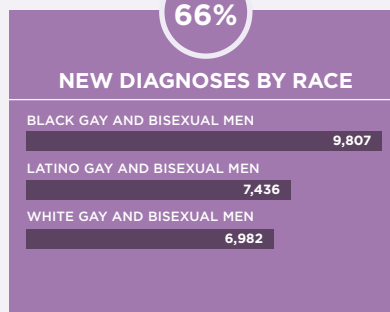 66%
NEW DIAGNOSES BY RACE
BLACK GAY AND BISEXUAL MEN
9,807
LATINO GAY AND BISEXUAL MEN
7,436
WHITE GAY AND BISEXUAL MEN
6,982